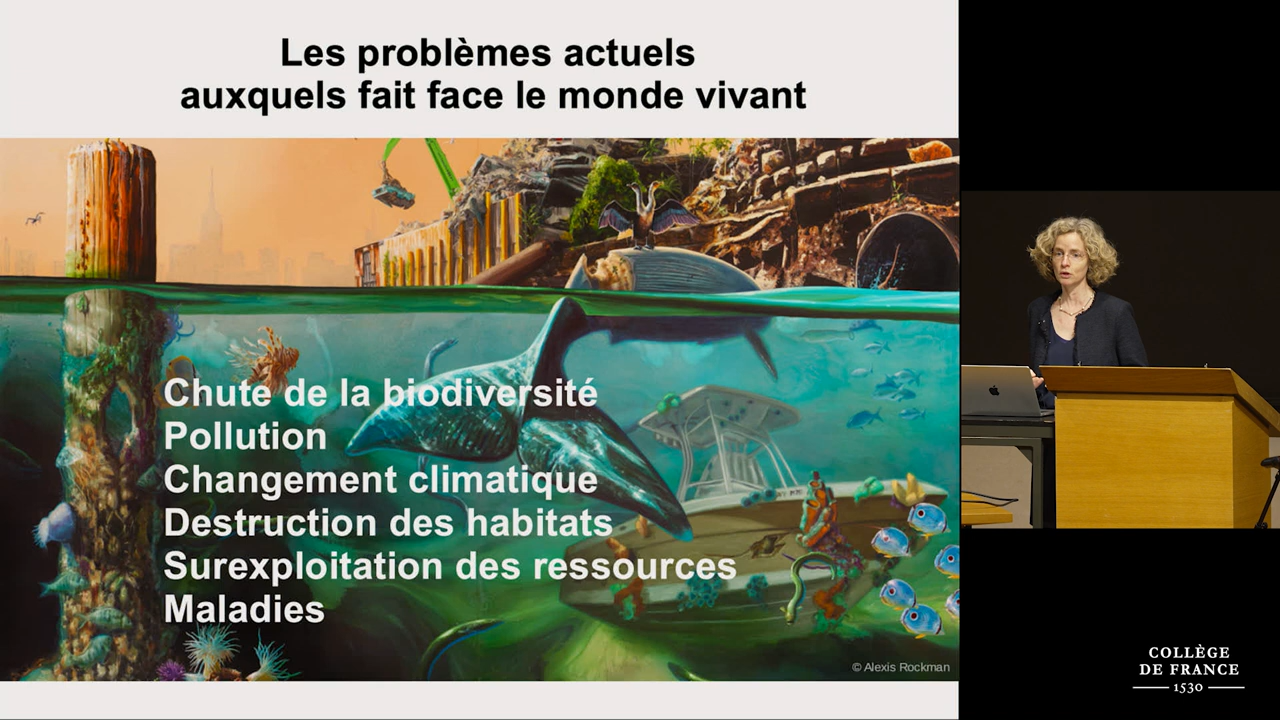 Les problèmes actuels
auxquels fait face le monde vivant
Chute de la biodiversité
Pollution
Changement climatique
Destruction des habitats
Surexploitation des ressources
Maladies
© Alexis Rockman
COLLÈGE
DE FRANCE
1530